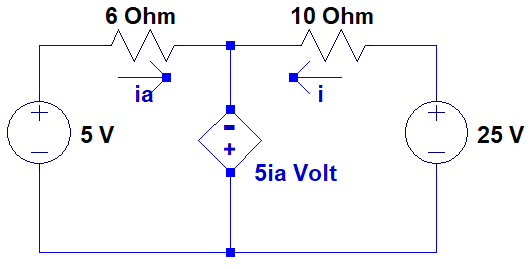 6 Ohm 10 Ohm
ia i
+ - +
5 V + 25 V
− −
5ia Volt